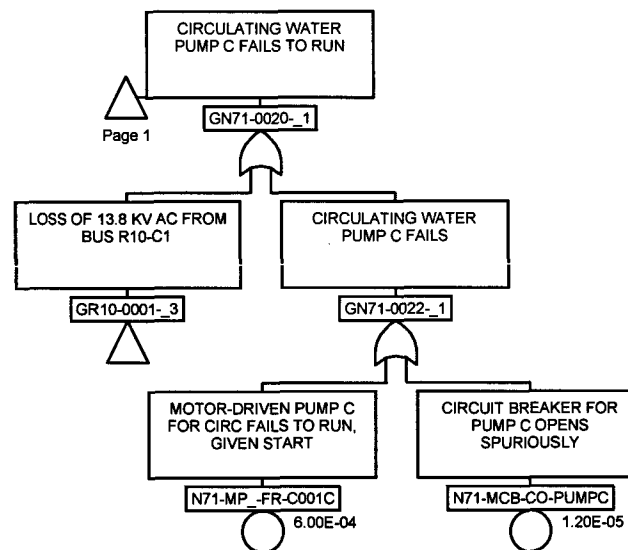 CIRCULATING WATER
PUMP C FAILS TO RUN
Page 1
GN71-0020-_1
LOSS OF 13.8 KV AC FROM
BUS R10-C1
CIRCULATING WATER
PUMP C FAILS
GR10-0001-_3
GN71-0022-_1
MOTOR-DRIVEN PUMP C
FOR CIRC FAILS TO RUN,
GIVEN START
CIRCUIT BREAKER FOR
PUMP C OPENS
SPURIOUSLY
N71-MP_-FR-C001C
N71-MCB-CO-PUMPC
6.00E-04
1.20E-05